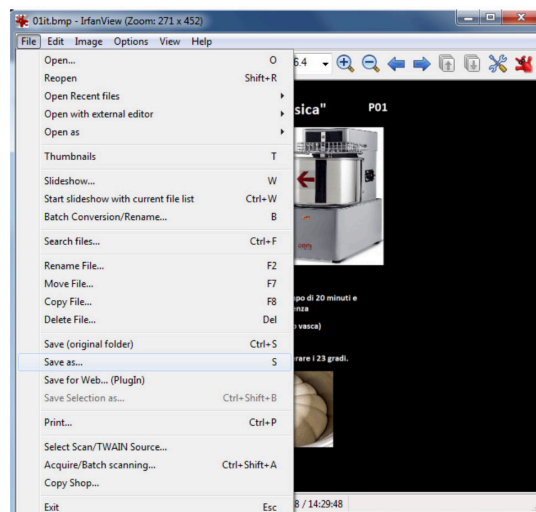 01it.bmp - IrfanView (Zoom: 271 x 452)
File Edit Image Options View Help
Open... O
Reopen Shift+R
Open Recent files
Open with external editor
Open as
Thumbnails T
Slideshow... W
Start slideshow with current file list Ctrl+W
Batch Conversion/Rename... B
Search files... Ctrl+F
Rename File... F2
Move File... F7
Copy File... F8
Delete File... Del
Save (original folder) Ctrl+S
Save as... S
Save for Web... (PlugIn)
Save Selection as... Ctrl+Shift+B
Print... Ctrl+P
Select Scan/TWAIN Source...
Acquire/Batch scanning... Ctrl+Shift+A
Copy Shop...
Exit Esc
6.4
sica" P01
po di 20 minuti e
nza
vasca)
rare i 23 gradi.
8 / 14:29:48